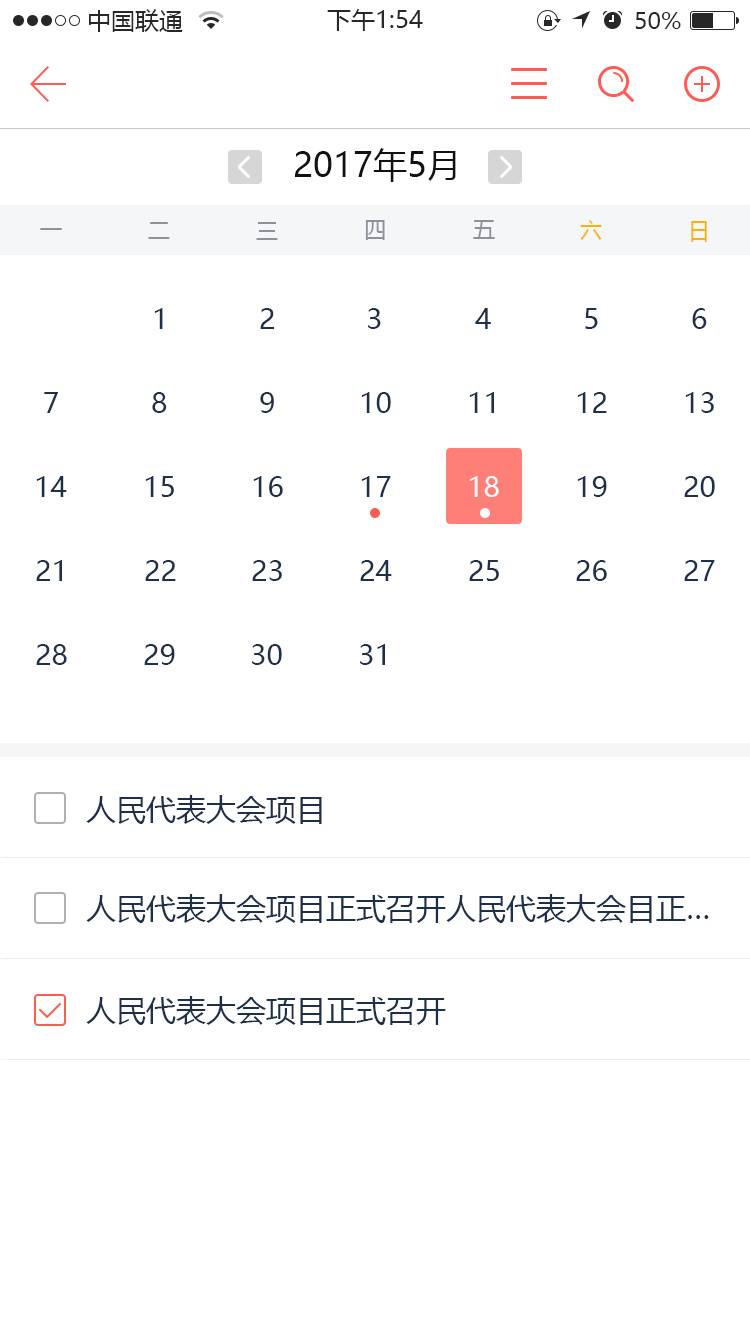 中国联通 下午1:54 50%
2017年5月
一 二 三 四 五 六 日
1 2 3 4 5 6
7 8 9 10 11 12 13
14 15 16 17 18 19 20
21 22 23 24 25 26 27
28 29 30 31
人民代表大会项目
人民代表大会项目正式召开人民代表大会目正...
人民代表大会项目正式召开